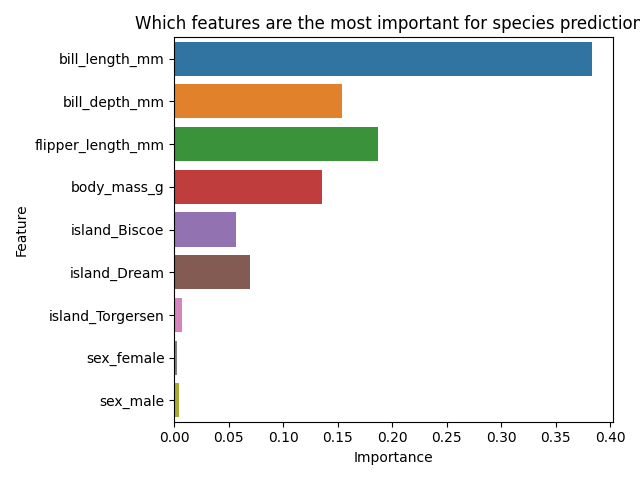 Which features are the most important for species prediction
bill_length_mm
bill_depth_mm
flipper_length_mm
body_mass_g
island_Biscoe
island_Dream
island_Torgersen
sex_female
sex_male
Feature
0.00 0.05 0.10 0.15 0.20 0.25 0.30 0.35 0.40
Importance